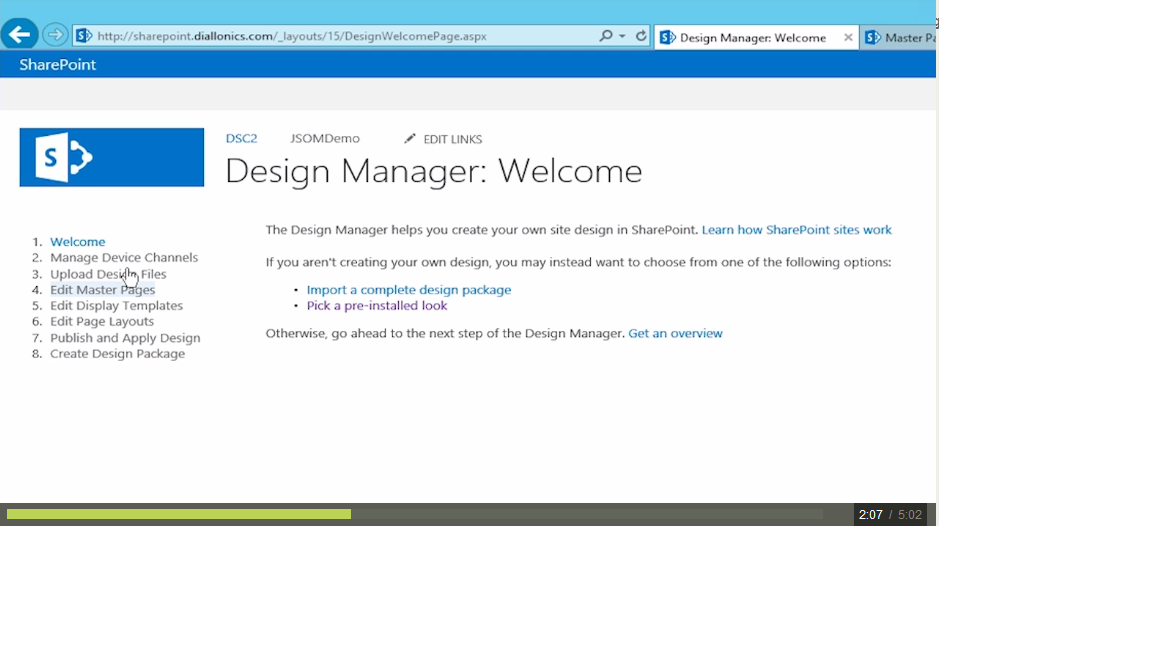 http://sharepoint.diallonics.com/_layouts/15/DesignWelcomePage.aspx
Design Manager: Welcome
Master Pa
SharePoint
S
DSC2 JSOMDemo EDIT LINKS
Design Manager: Welcome
1. Welcome
2. Manage Device Channels
3. Upload Design Files
4. Edit Master Pages
5. Edit Display Templates
6. Edit Page Layouts
7. Publish and Apply Design
8. Create Design Package
The Design Manager helps you create your own site design in SharePoint. Learn how SharePoint sites work
If you aren't creating your own design, you may instead want to choose from one of the following options:
• Import a complete design package
• Pick a pre-installed look
Otherwise, go ahead to the next step of the Design Manager. Get an overview
2:07 / 5:02